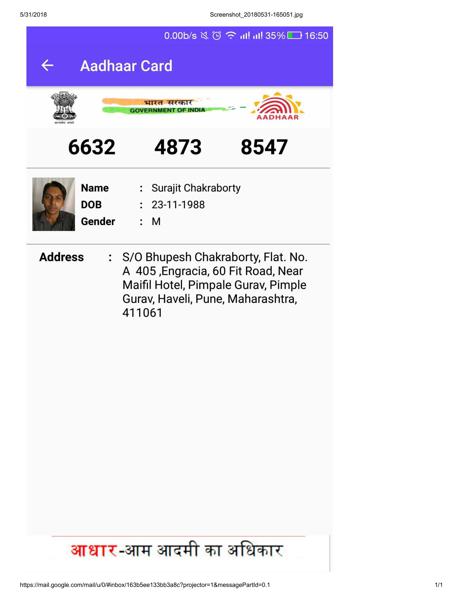 5/31/2018 Screenshot_20180531-165051.jpg
0.00b/s 35% 16:50
Aadhaar Card
भारत सरकार
GOVERNMENT OF INDIA
AADHAAR
6632 4873 8547
Name : Surajit Chakraborty
DOB : 23-11-1988
Gender : M
Address : S/O Bhupesh Chakraborty, Flat. No.
A 405 ,Engracia, 60 Fit Road, Near
Maifil Hotel, Pimpale Gurav, Pimple
Gurav, Haveli, Pune, Maharashtra,
411061
आधार-आम आदमी का अधिकार
https://mail.google.com/mail/u/0/#inbox/163b5ee133bb3a8c?projector=1&messagePartId=0.1 1/1